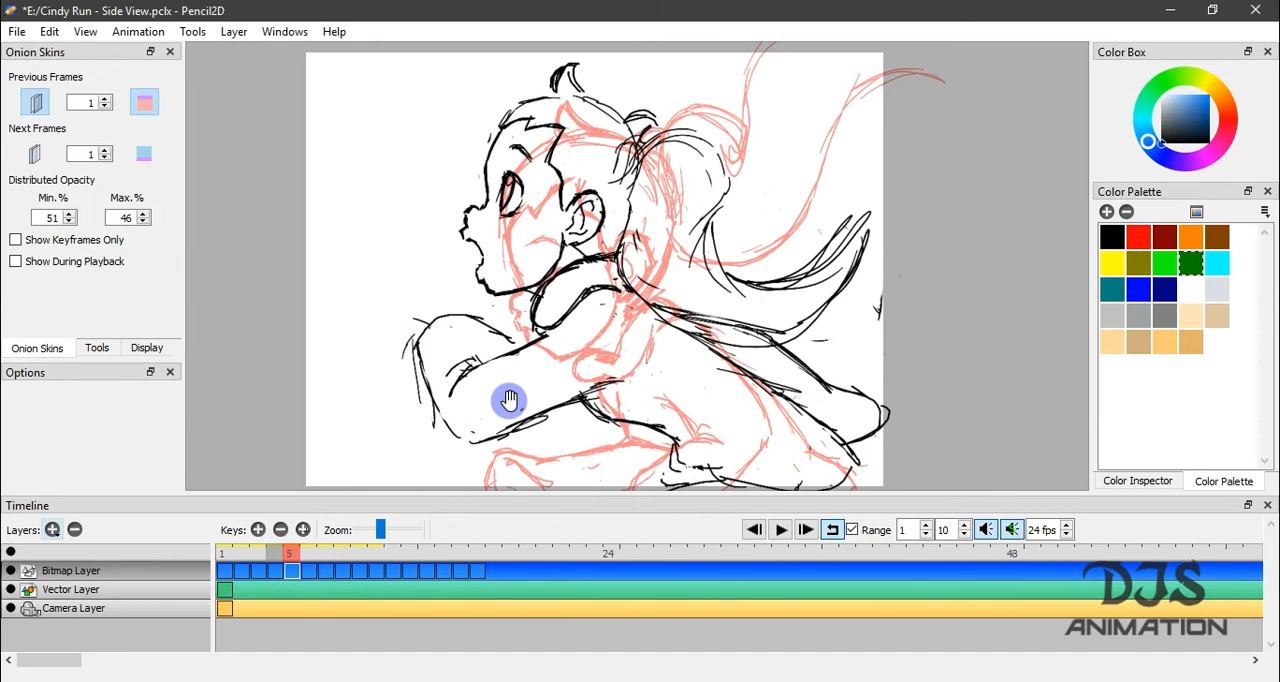 *E:/Cindy Run - Side View.pclx - Pencil2D
File Edit View Animation Tools Layer Windows Help
Onion Skins
Previous Frames
1
Next Frames
1
Distributed Opacity
Min. % Max. %
51 46
Show Keyframes Only
Show During Playback
Onion Skins Tools Display
Options
Color Box
Color Palette
Color Inspector Color Palette
Timeline
Layers: Keys: Zoom: Range 1 10 24 fps
1 5 24 48
Bitmap Layer
Vector Layer
Camera Layer
DJS
ANIMATION